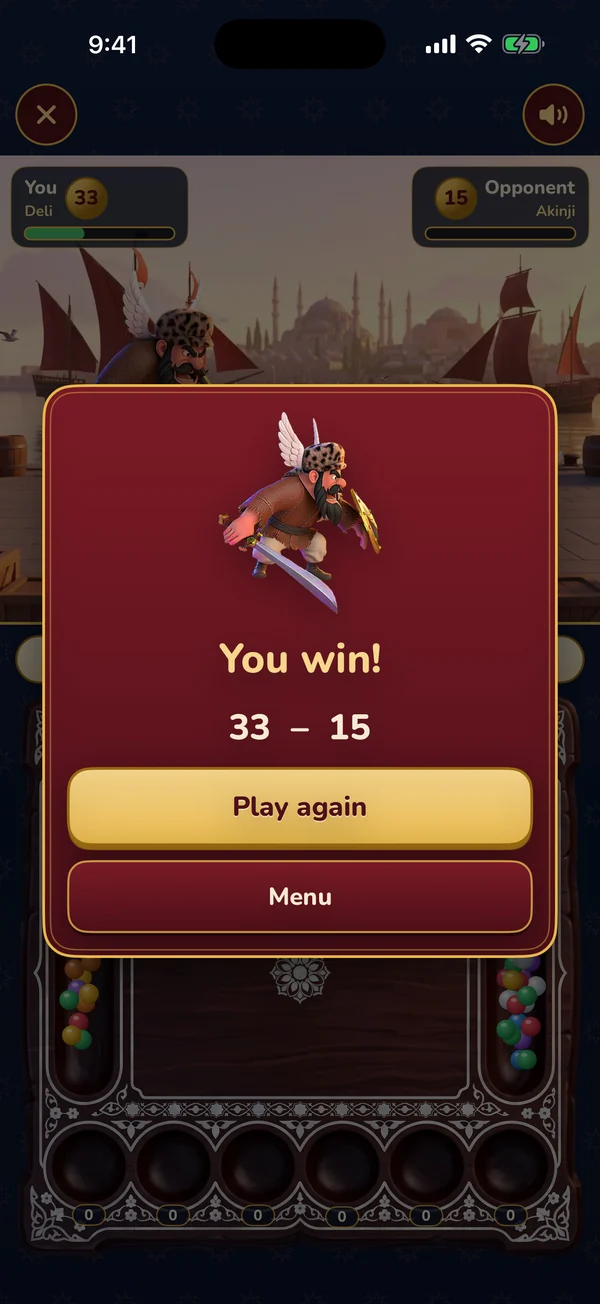 9:41
You 33
Deli
15 Opponent
Akinji
You win!
33 – 15
Play again
Menu
0 0 0 0 0 0